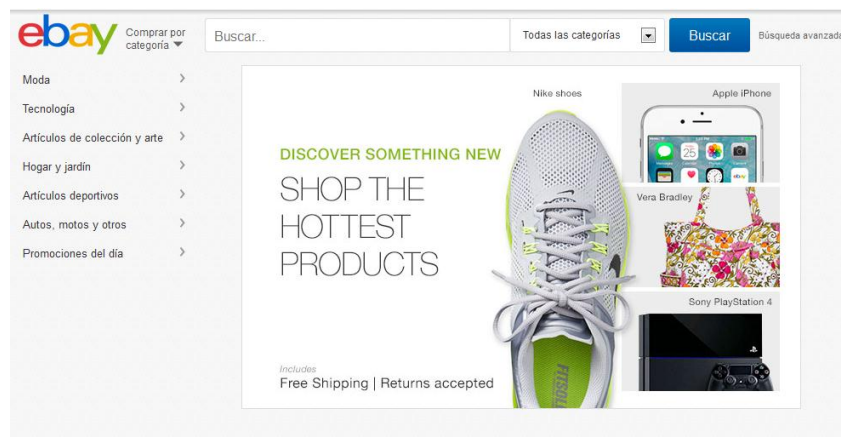 ebay
Comprar por
categoría
Buscar...
Todas las categorías
Buscar
Búsqueda avanzada
Moda
Tecnología
Artículos de colección y arte
Hogar y jardín
Artículos deportivos
Autos, motos y otros
Promociones del día
Nike shoes
Apple iPhone
DISCOVER SOMETHING NEW
SHOP THE
HOTTEST
PRODUCTS
Vera Bradley
Sony PlayStation 4
Includes
Free Shipping | Returns accepted
FITSOLE
25